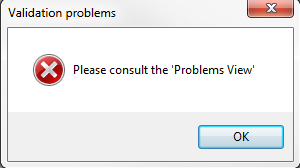 Validation problems
Please consult the 'Problems View'
OK